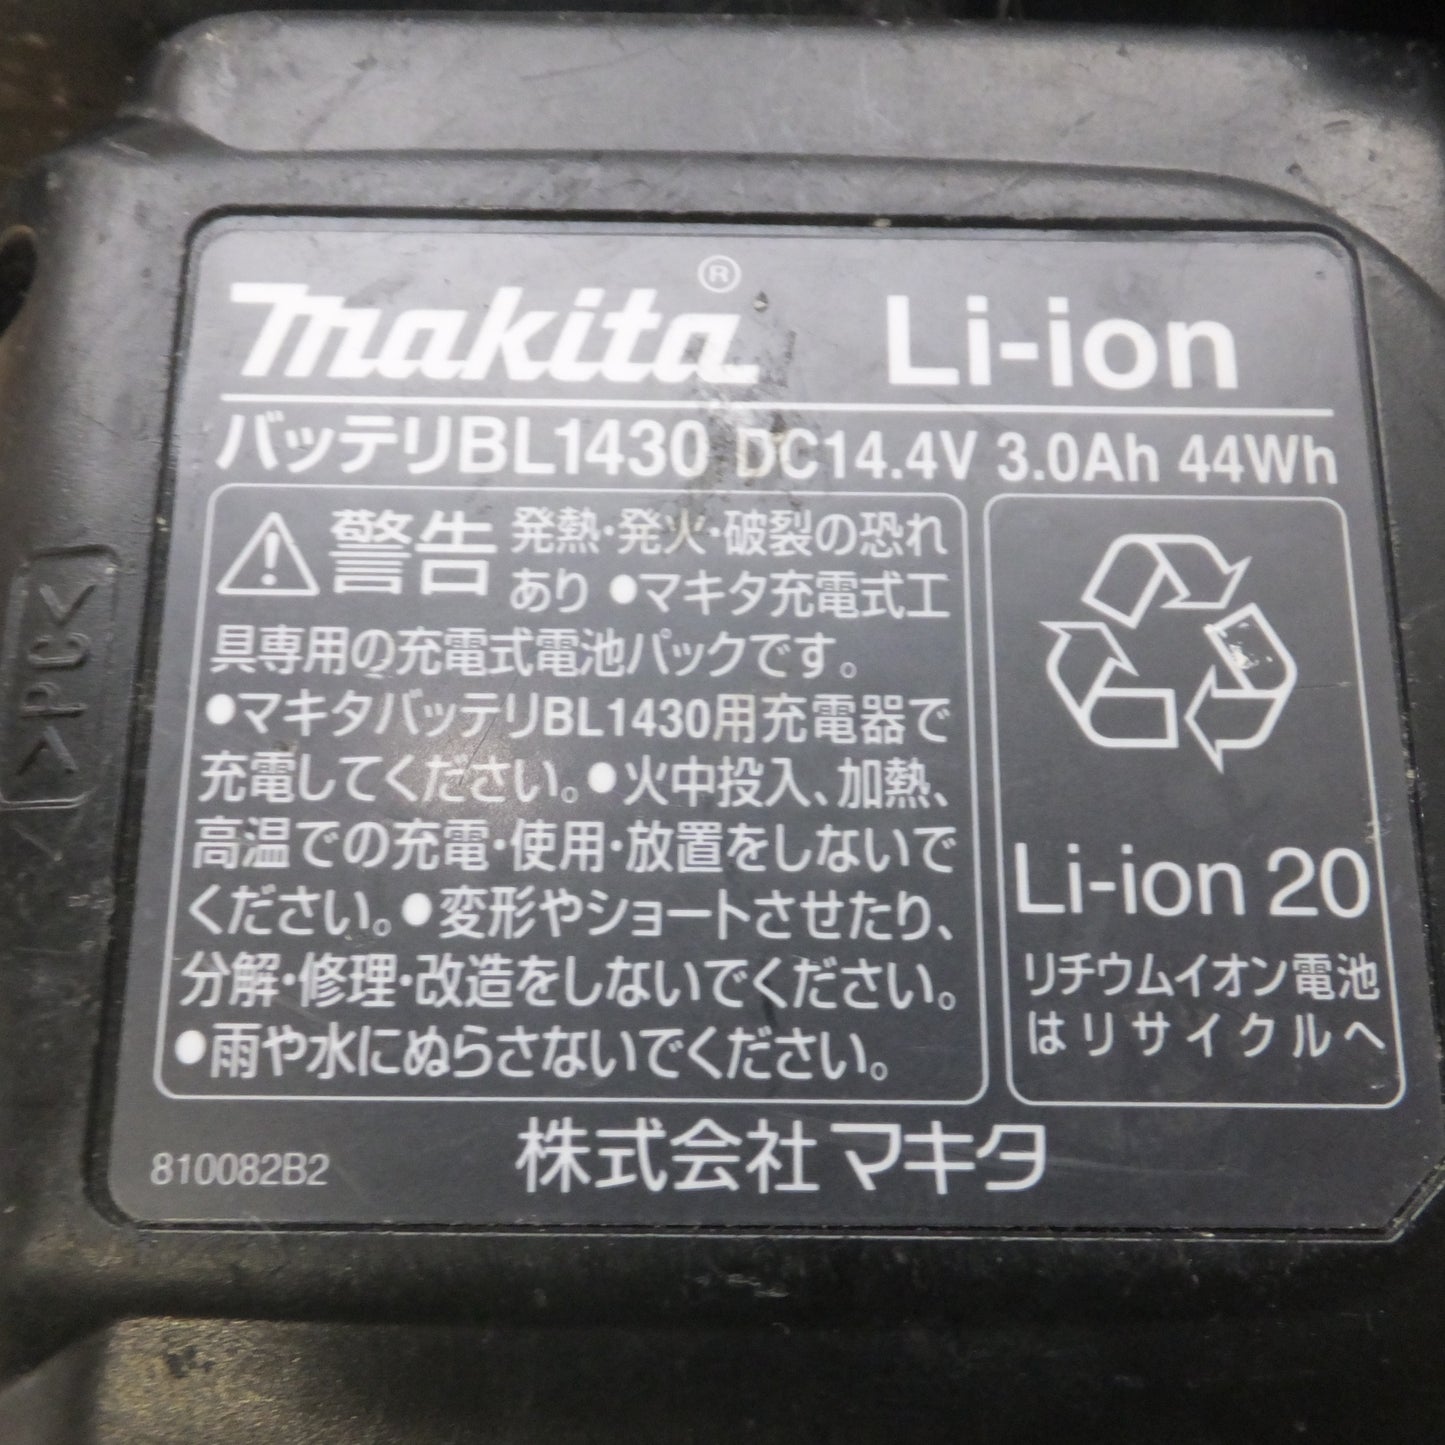 makita® Li-ion
バッテリBL1430 DC14.4V 3.0Ah 44Wh
警告 発熱・発火・破裂の恐れ
あり ●マキタ充電式工
具専用の充電式電池パックです。
●マキタバッテリBL1430用充電器で
充電してください。●火中投入、加熱、
高温での充電・使用・放置をしないで
ください。●変形やショートさせたり、
分解・修理・改造をしないでください。
●雨や水にぬらさないでください。
Li-ion 20
リチウムイオン電池
はリサイクルへ
810082B2
株式会社マキタ
>PC<